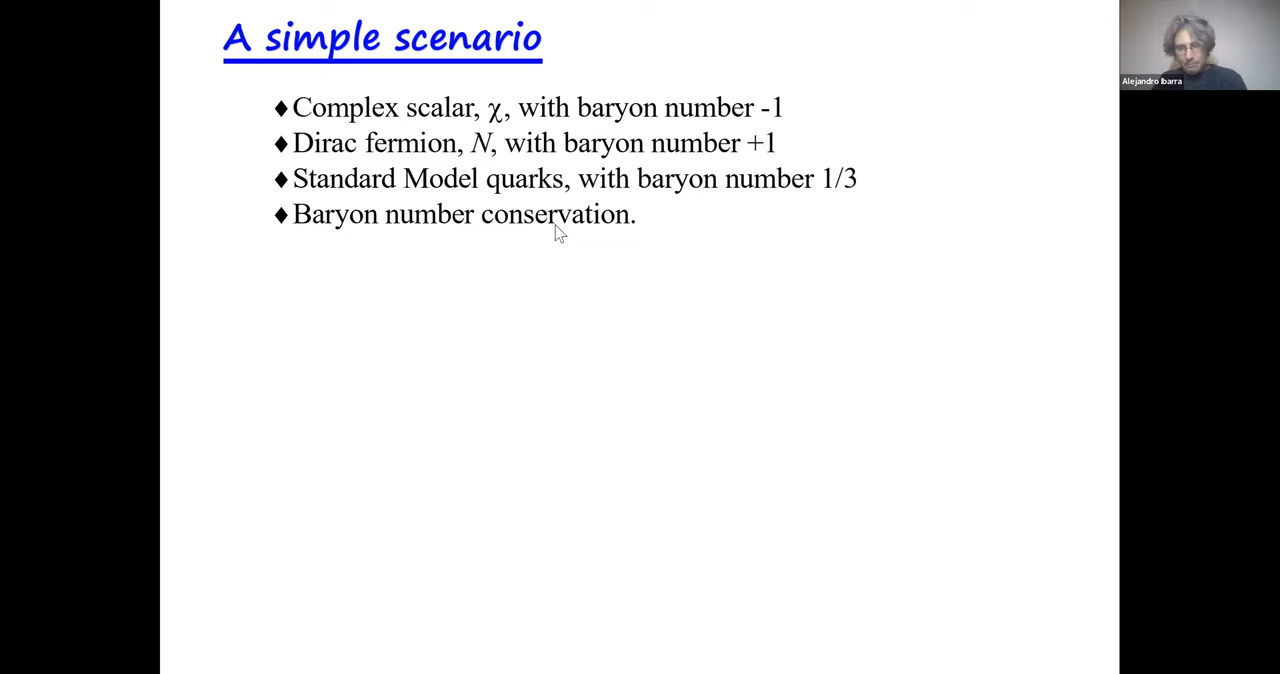 A simple scenario
♦Complex scalar, χ, with baryon number -1
♦Dirac fermion, N, with baryon number +1
♦Standard Model quarks, with baryon number 1/3
♦Baryon number conservation.
Alejandro Ibarra